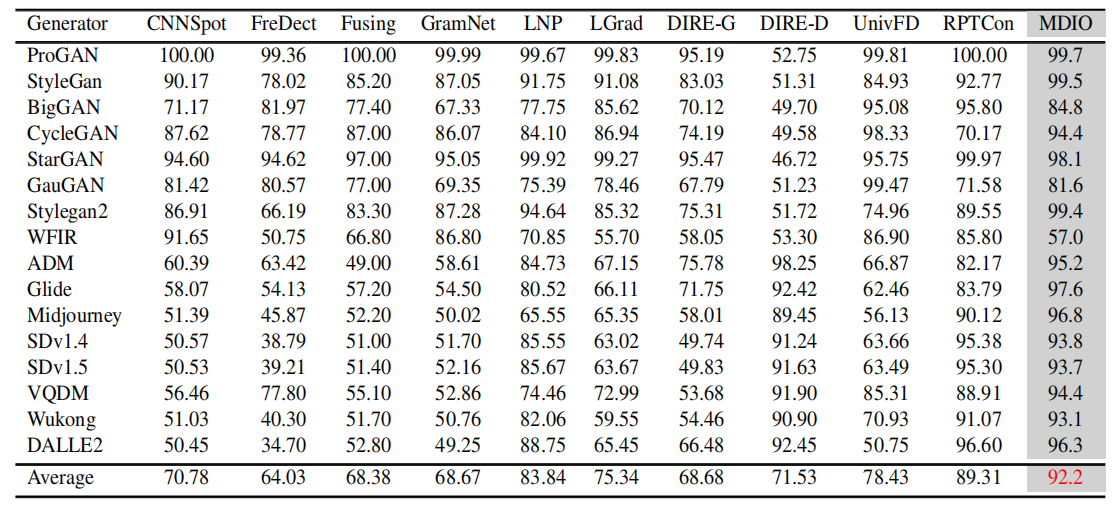 Generator CNNSpot FreDect Fusing GramNet LNP LGrad DIRE-G DIRE-D UnivFD RPTCon MDIO
ProGAN 100.00 99.36 100.00 99.99 99.67 99.83 95.19 52.75 99.81 100.00 99.7
StyleGan 90.17 78.02 85.20 87.05 91.75 91.08 83.03 51.31 84.93 92.77 99.5
BigGAN 71.17 81.97 77.40 67.33 77.75 85.62 70.12 49.70 95.08 95.80 84.8
CycleGAN 87.62 78.77 87.00 86.07 84.10 86.94 74.19 49.58 98.33 70.17 94.4
StarGAN 94.60 94.62 97.00 95.05 99.92 99.27 95.47 46.72 95.75 99.97 98.1
GauGAN 81.42 80.57 77.00 69.35 75.39 78.46 67.79 51.23 99.47 71.58 81.6
Stylegan2 86.91 66.19 83.30 87.28 94.64 85.32 75.31 51.72 74.96 89.55 99.4
WFIR 91.65 50.75 66.80 86.80 70.85 55.70 58.05 53.30 86.90 85.80 57.0
ADM 60.39 63.42 49.00 58.61 84.73 67.15 75.78 98.25 66.87 82.17 95.2
Glide 58.07 54.13 57.20 54.50 80.52 66.11 71.75 92.42 62.46 83.79 97.6
Midjourney 51.39 45.87 52.20 50.02 65.55 65.35 58.01 89.45 56.13 90.12 96.8
SDv1.4 50.57 38.79 51.00 51.70 85.55 63.02 49.74 91.24 63.66 95.38 93.8
SDv1.5 50.53 39.21 51.40 52.16 85.67 63.67 49.83 91.63 63.49 95.30 93.7
VQDM 56.46 77.80 55.10 52.86 74.46 72.99 53.68 91.90 85.31 88.91 94.4
Wukong 51.03 40.30 51.70 50.76 82.06 59.55 54.46 90.90 70.93 91.07 93.1
DALLE2 50.45 34.70 52.80 49.25 88.75 65.45 66.48 92.45 50.75 96.60 96.3
Average 70.78 64.03 68.38 68.67 83.84 75.34 68.68 71.53 78.43 89.31 92.2